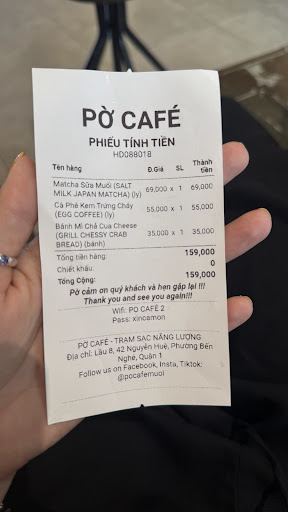 PỜ CAFÉ
PHIẾU TÍNH TIỀN
HD088018
Tên hàng Đ.Giá SL Thành tiền
Matcha Sữa Muối (SALT MILK JAPAN MATCHA) (ly) 69,000 x 1 69,000
Cà Phê Kem Trứng Cháy (EGG COFFEE) (ly) 55,000 x 1 55,000
Bánh Mì Chả Cua Cheese (GRILL CHESSY CRAB BREAD) (bánh) 35,000 x 1 35,000
Tổng tiền hàng: 159,000
Chiết khấu: 0
Tổng Cộng: 159,000
Pờ cảm ơn quý khách và hẹn gặp lại !!!
Thank you and see you again!!!
Wifi: PO CAFÉ 2
Pass: xincamon
PỜ CAFÉ - TRẠM SẠC NĂNG LƯỢNG
Địa chỉ: Lầu 8, 42 Nguyễn Huệ, Phường Bến
Nghé, Quận 1
Follow us on Facebook, Insta, Tiktok:
@pocafemuoi